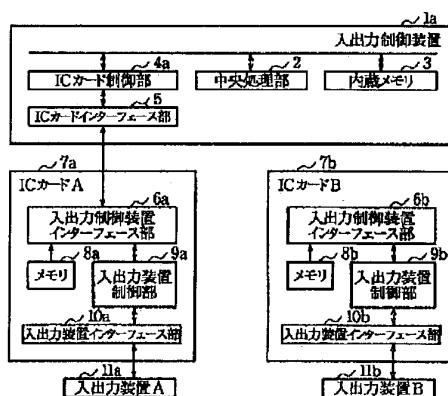 1a
入出力制御装置
4a
ICカード制御部
2
中央処理部
3
内蔵メモリ
5
ICカードインターフェース部
7a
ICカードA
6a
入出力制御装置
インターフェース部
8a
メモリ
9a
入出力装置
制御部
10a
入出力装置インターフェース部
11a
入出力装置A
7b
ICカードB
6b
入出力制御装置
インターフェース部
8b
メモリ
9b
入出力装置
制御部
10b
入出力装置インターフェース部
11b
入出力装置B